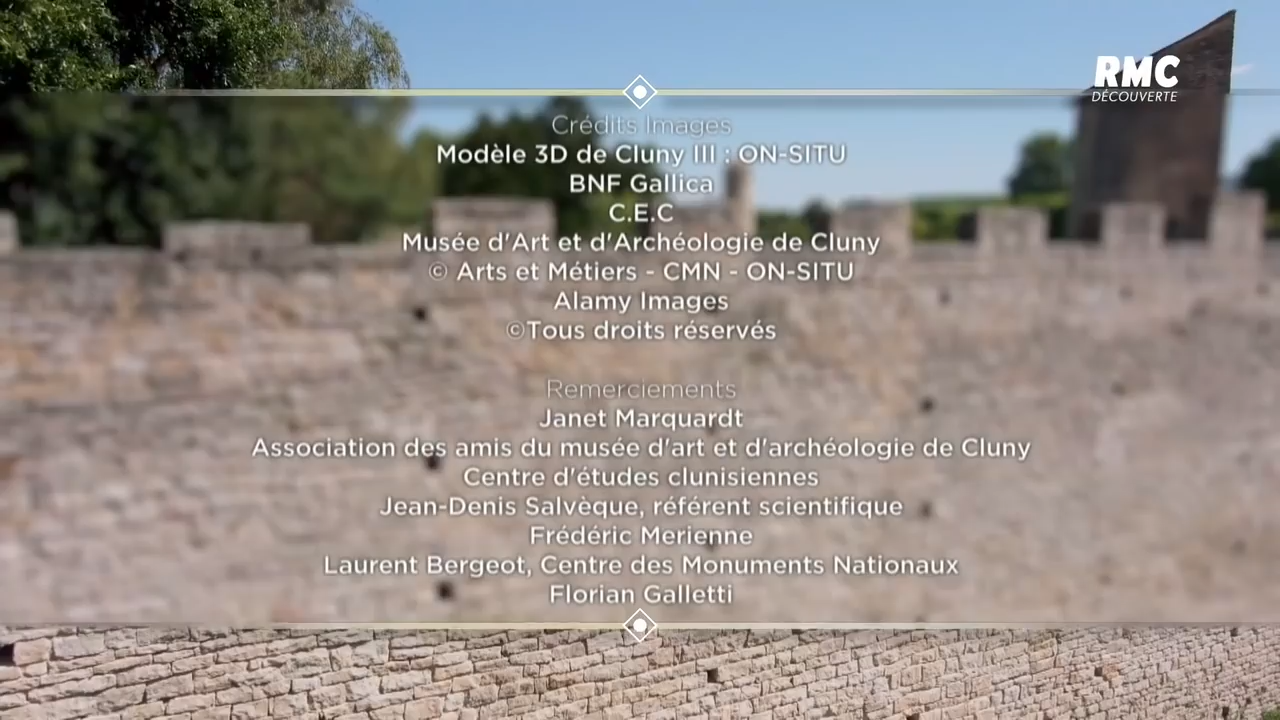 RMC
DÉCOUVERTE
Crédits Images
Modèle 3D de Cluny III : ON-SITU
BNF Gallica
C.E.C
Musée d'Art et d'Archéologie de Cluny
© Arts et Métiers - CMN - ON-SITU
Alamy Images
©Tous droits réservés
Remerciements
Janet Marquardt
Association des amis du musée d'art et d'archéologie de Cluny
Centre d'études clunisiennes
Jean-Denis Salvèque, référent scientifique
Frédéric Merienne
Laurent Bergeot, Centre des Monuments Nationaux
Florian Galletti